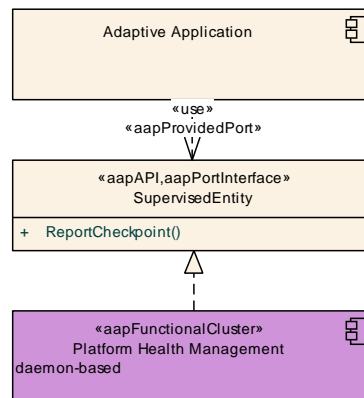 Adaptive Application
«use»
«aapProvidedPort»
«aapAPI,aapPortInterface»
SupervisedEntity
+ ReportCheckpoint()
«aapFunctionalCluster»
Platform Health Management
daemon-based